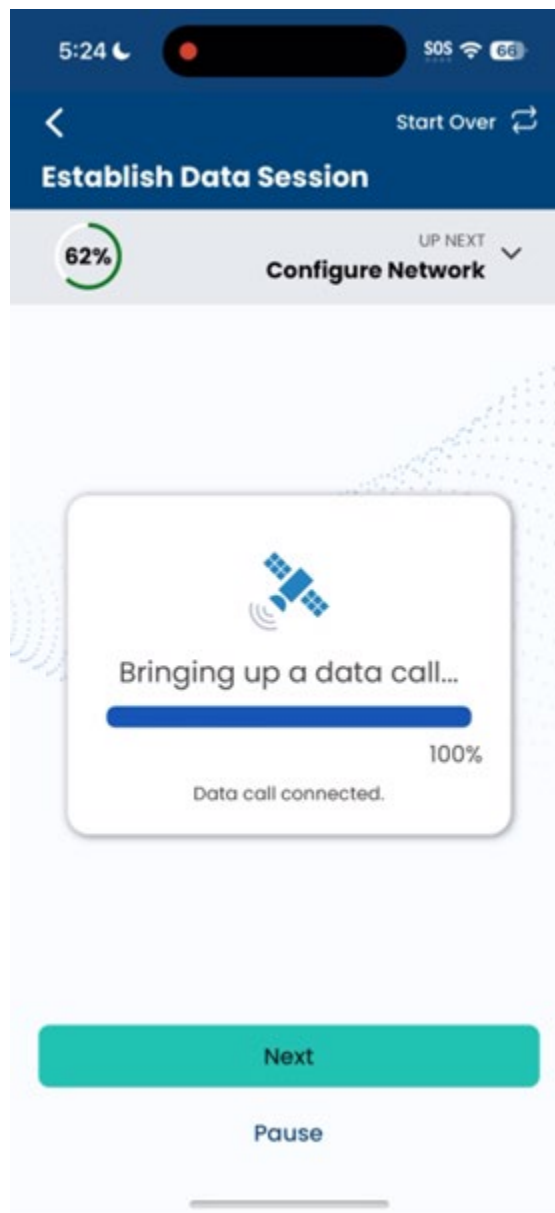 5:24
SOS 66
Start Over
Establish Data Session
62%
UP NEXT
Configure Network
Bringing up a data call...
100%
Data call connected.
Next
Pause